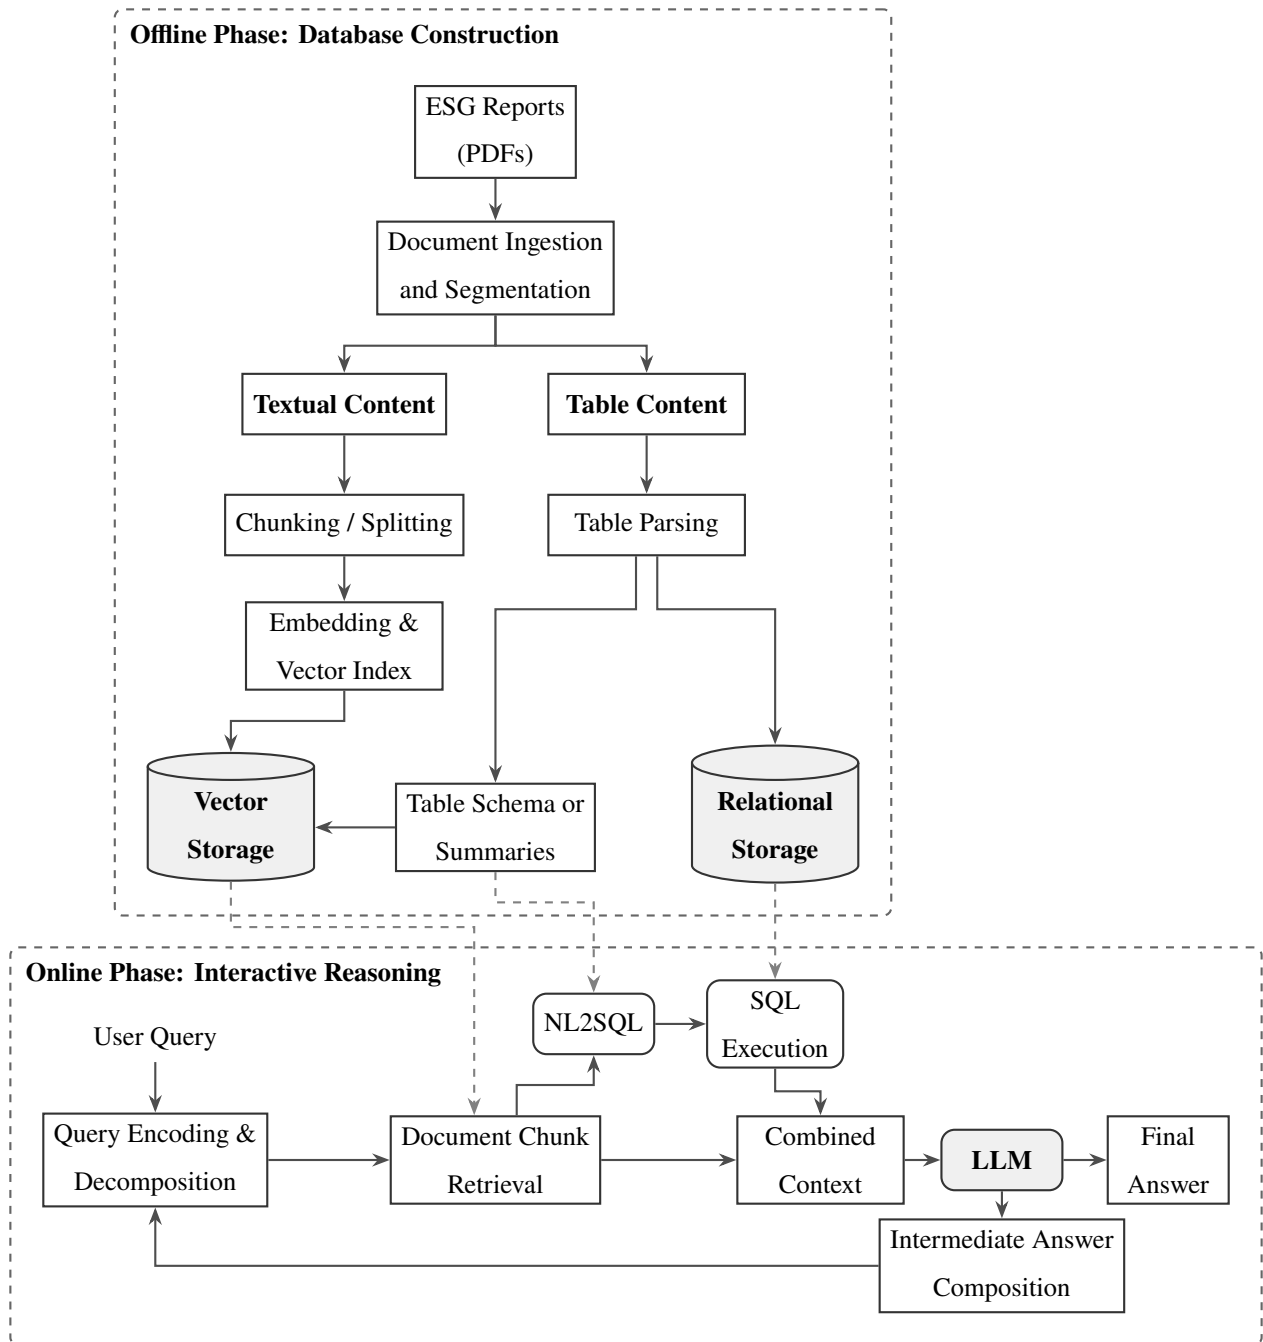 Offline Phase: Database Construction
ESG Reports
(PDFs)
Document Ingestion
and Segmentation
Textual Content
Table Content
Chunking / Splitting
Table Parsing
Embedding &
Vector Index
Vector
Storage
Table Schema or
Summaries
Relational
Storage
Online Phase: Interactive Reasoning
User Query
NL2SQL
SQL
Execution
Query Encoding &
Decomposition
Document Chunk
Retrieval
Combined
Context
LLM
Final
Answer
Intermediate Answer
Composition